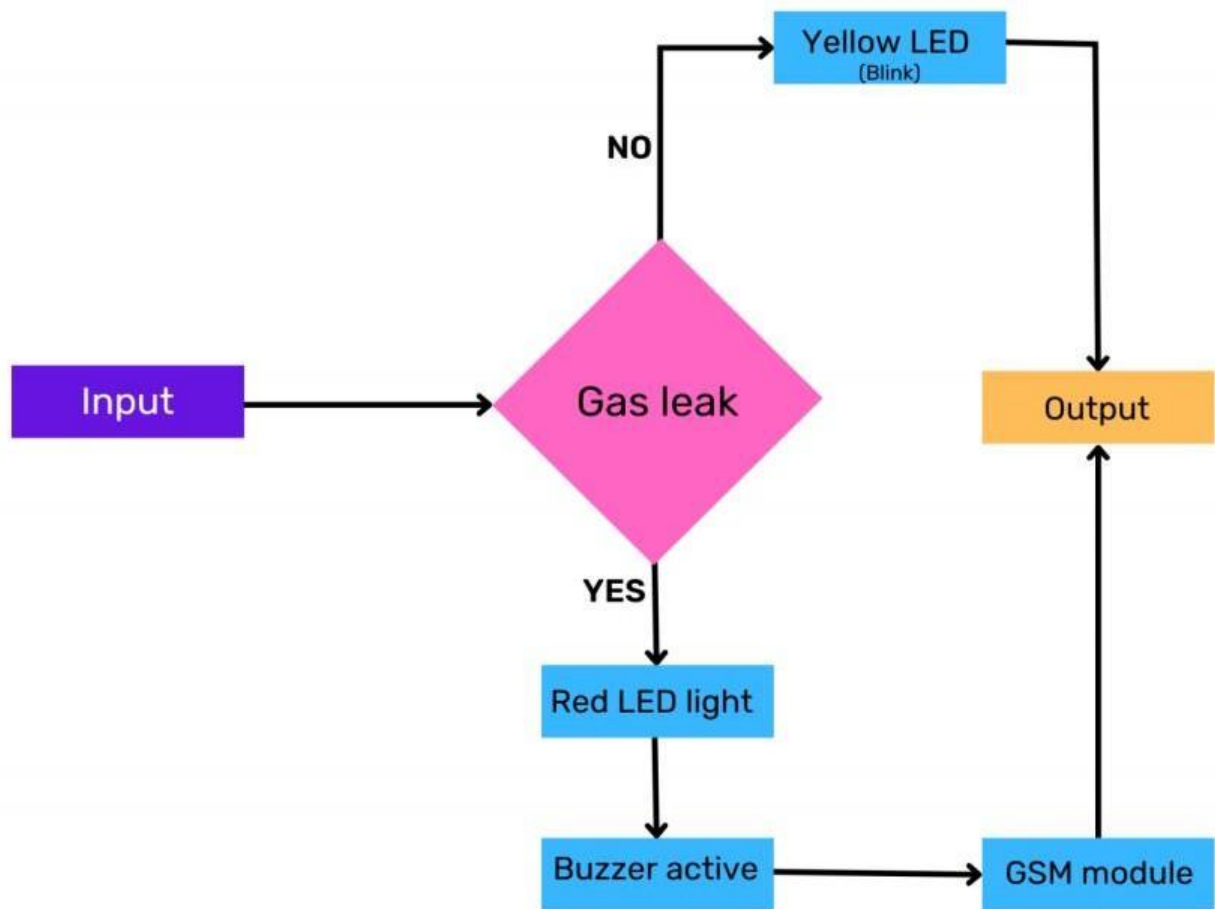 Yellow LED
(Blink)
NO
Input
Gas leak
Output
YES
Red LED light
Buzzer active
GSM module